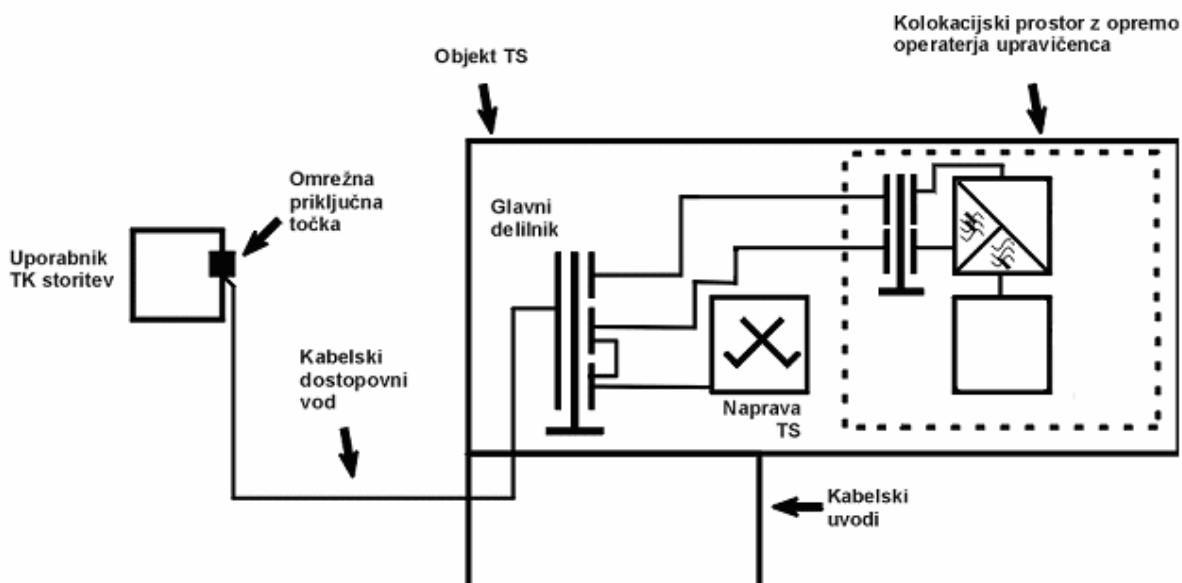 Kolokacijski prostor z opremo
operaterja upravičenca
Objekt TS
Omrežna
priključna
točka
Glavni
delilnik
Uporabnik
TK storitev
Kabelski
dostopovni
vod
Naprava
TS
Kabelski
uvodi